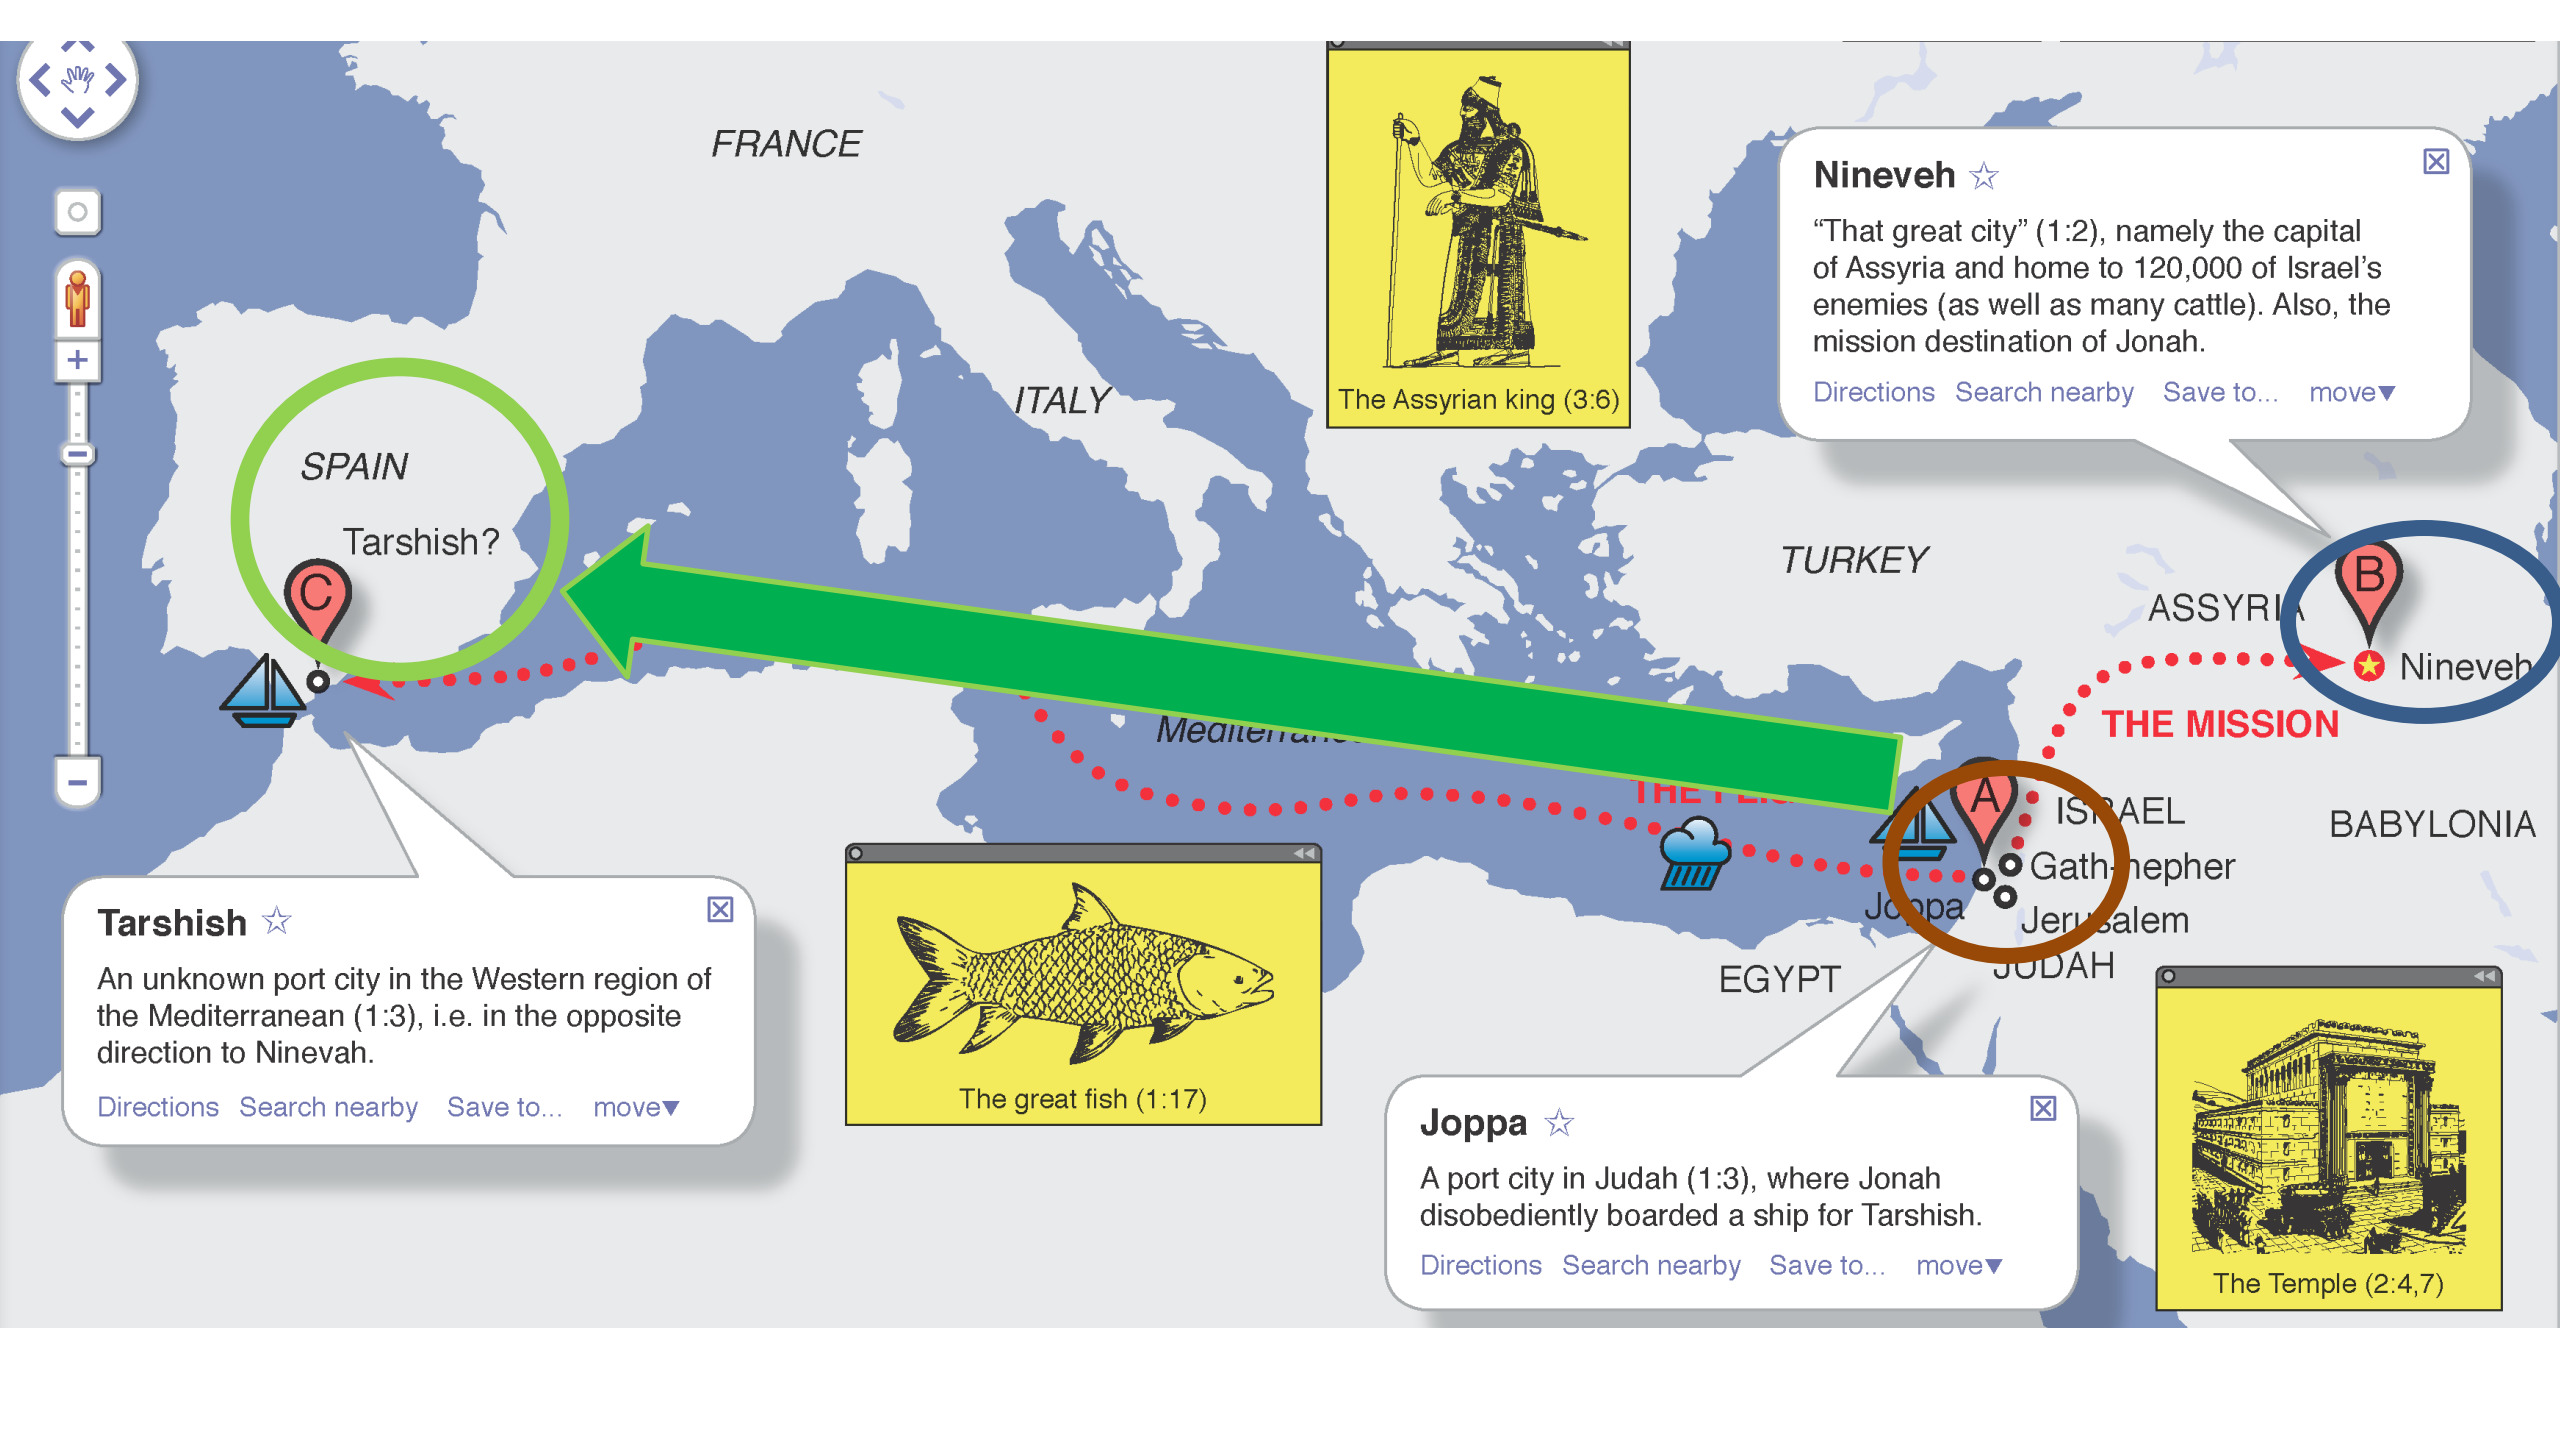 FRANCE
SPAIN
Tarshish?
C
ITALY
The Assyrian king (3:6)
Nineveh
“That great city” (1:2), namely the capital
of Assyria and home to 120,000 of Israel’s
enemies (as well as many cattle). Also, the
mission destination of Jonah.
Directions Search nearby Save to... move
TURKEY
ASSYRIA
B
Nineveh
THE MISSION
A
ISRAEL
BABYLONIA
Gath-hepher
Joppa
Jerusalem
JUDAH
EGYPT
THE
Tarshish
An unknown port city in the Western region of
the Mediterranean (1:3), i.e. in the opposite
direction to Ninevah.
Directions Search nearby Save to... move
The great fish (1:17)
Joppa
A port city in Judah (1:3), where Jonah
disobediently boarded a ship for Tarshish.
Directions Search nearby Save to... move
The Temple (2:4,7)